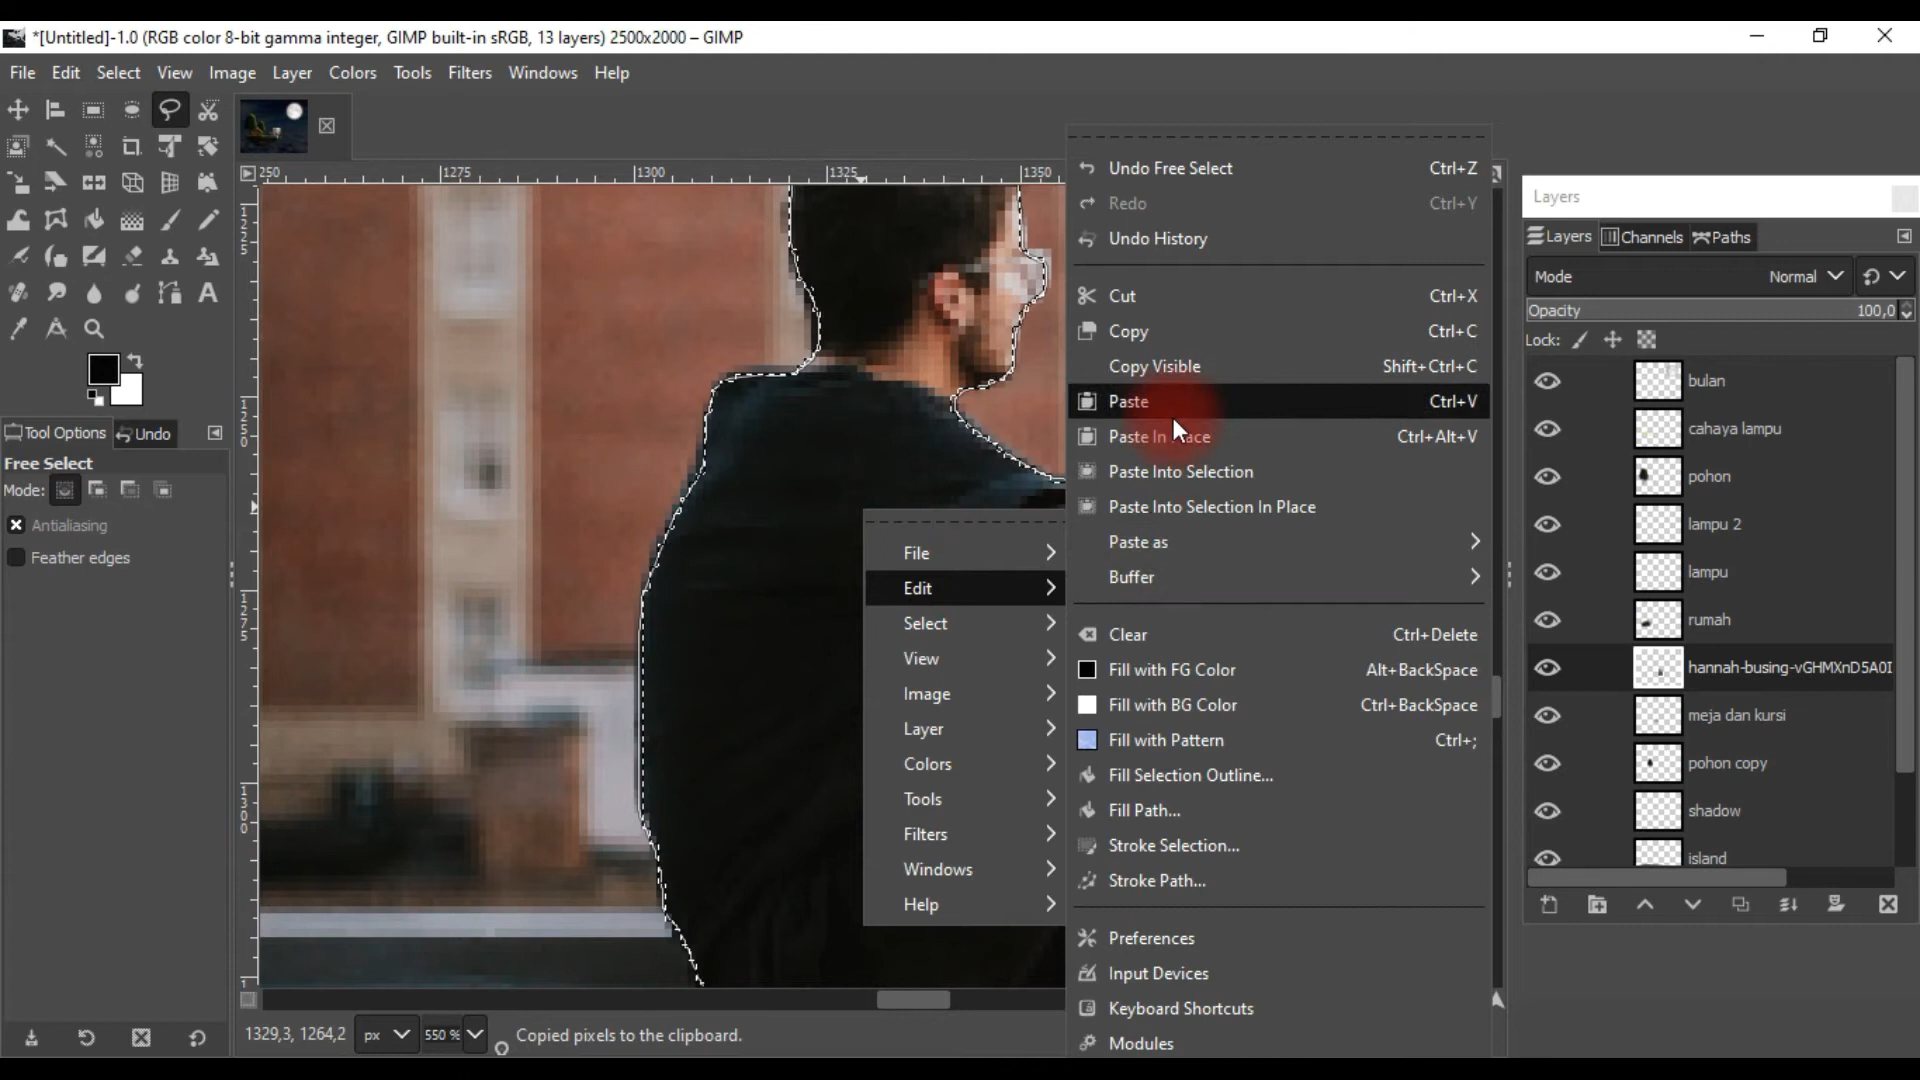 *[Untitled]-1.0 (RGB color 8-bit gamma integer, GIMP built-in sRGB, 13 layers) 2500x2000 – GIMP
File Edit Select View Image Layer Colors Tools Filters Windows Help
250 1275 1300 1325 1350
1225
1250
1275
1300
1
Tool Options Undo
Free Select
Mode:
Antialiasing
Feather edges
File
Edit
Select
View
Image
Layer
Colors
Tools
Filters
Windows
Help
Undo Free Select Ctrl+Z
Redo Ctrl+Y
Undo History
Cut Ctrl+X
Copy Ctrl+C
Copy Visible Shift+Ctrl+C
Paste Ctrl+V
Paste In Place Ctrl+Alt+V
Paste Into Selection
Paste Into Selection In Place
Paste as
Buffer
Clear Ctrl+Delete
Fill with FG Color Alt+BackSpace
Fill with BG Color Ctrl+BackSpace
Fill with Pattern Ctrl+;
Fill Selection Outline...
Fill Path...
Stroke Selection...
Stroke Path...
Preferences
Input Devices
Keyboard Shortcuts
Modules
Layers
Layers Channels Paths
Mode Normal
Opacity 100,0
Lock:
bulan
cahaya lampu
pohon
lampu 2
lampu
rumah
hannah-busing-vGHMXnD5A0I
meja dan kursi
pohon copy
shadow
island
1329,3, 1264,2 px 550 % Copied pixels to the clipboard.